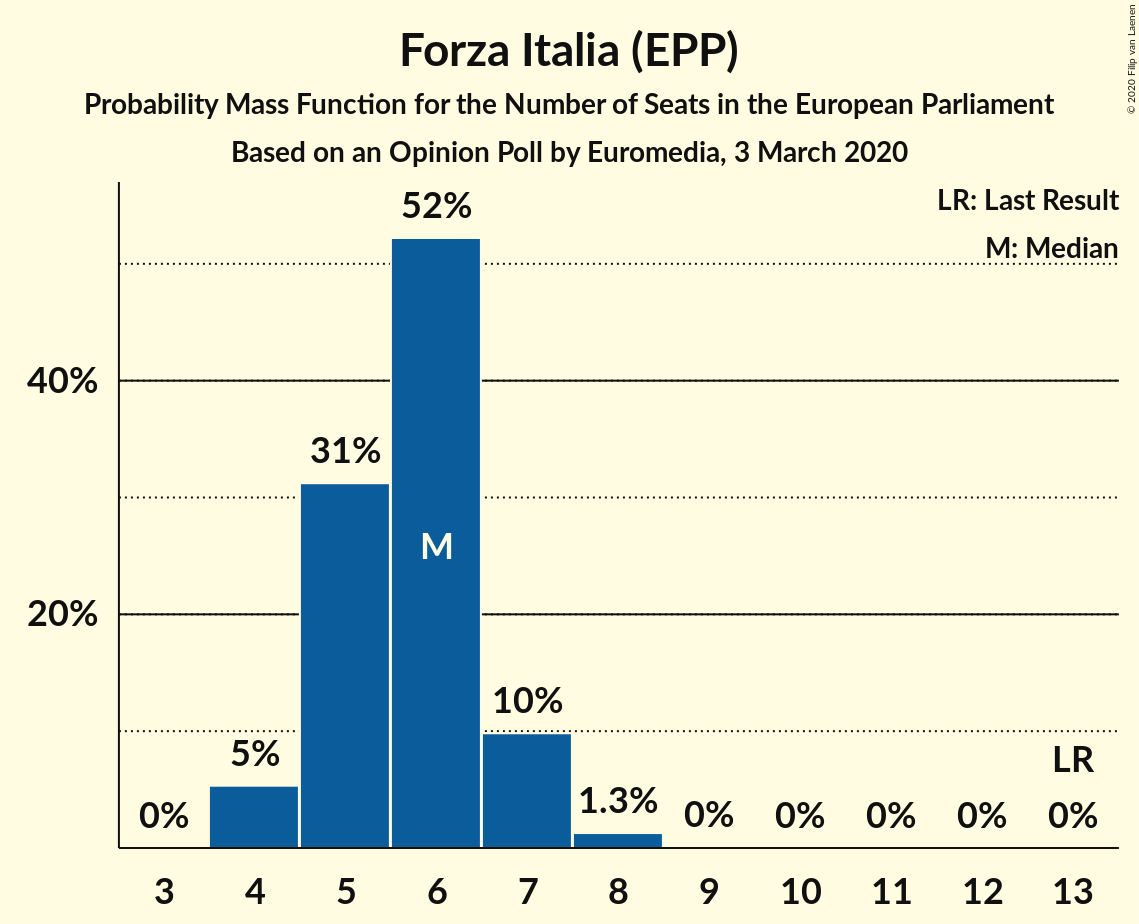 Forza Italia (EPP)
Probability Mass Function for the Number of Seats in the European Parliament
Based on an Opinion Poll by Euromedia, 3 March 2020
© 2020 Filip van Laenen
LR: Last Result
M: Median
52%
40%
31%
M
20%
10%
5%
LR
0%
1.3%
0%
0%
0%
0%
0%
3 4 5 6 7 8 9 10 11 12 13